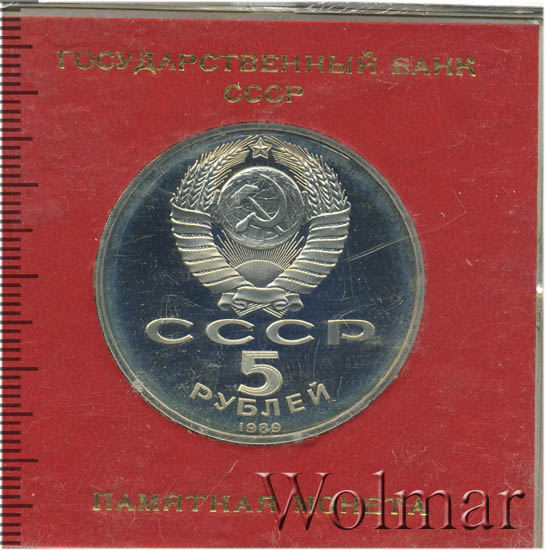 ГОСУДАРСТВЕННЫЙ БАНК
СССР
СССР
5
РУБЛЕЙ
1989
ПАМЯТНАЯ МОНЕТА
Wolmar